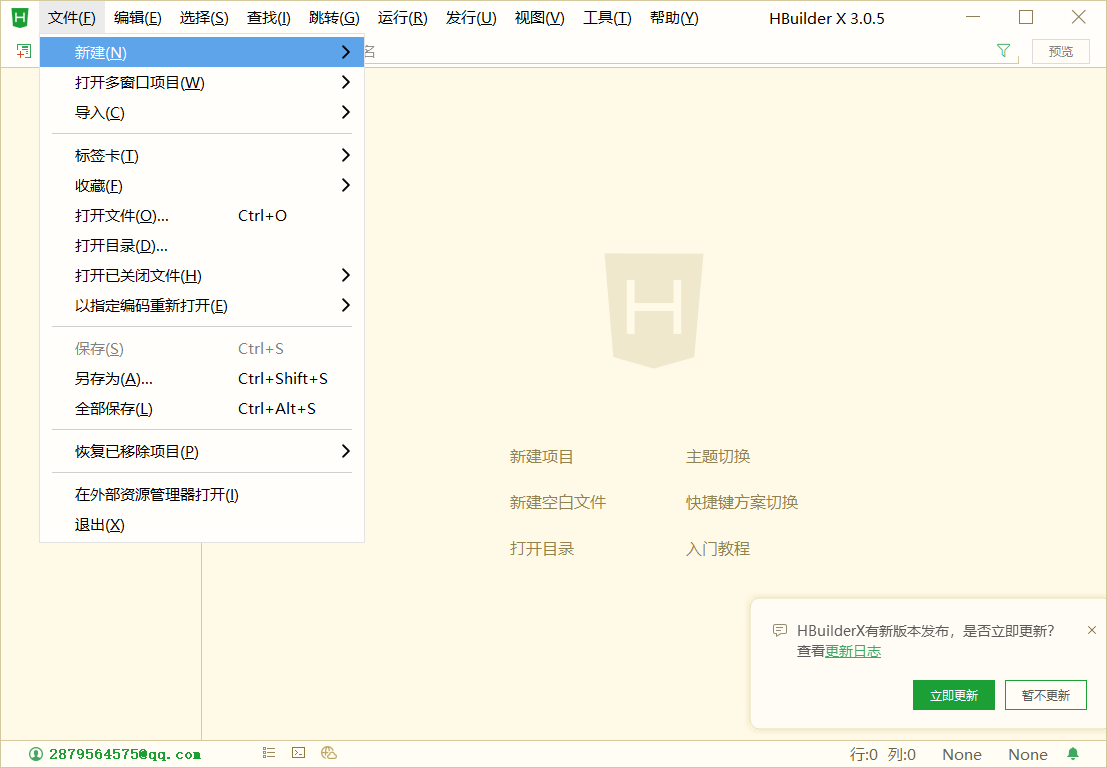 文件(F) 编辑(E) 选择(S) 查找(I) 跳转(G) 运行(R) 发行(U) 视图(V) 工具(T) 帮助(Y) HBuilder X 3.0.5
名 预览
新建(N)
打开多窗口项目(W)
导入(C)
标签卡(T)
收藏(F)
打开文件(O)... Ctrl+O
打开目录(D)...
打开已关闭文件(H)
以指定编码重新打开(E)
保存(S) Ctrl+S
另存为(A)... Ctrl+Shift+S
全部保存(L) Ctrl+Alt+S
恢复已移除项目(P)
在外部资源管理器打开(I)
退出(X)
H
新建项目 主题切换
新建空白文件 快捷键方案切换
打开目录 入门教程
HBuilderX有新版本发布，是否立即更新?
查看更新日志
立即更新 暂不更新
2879564575@qq.com 行:0 列:0 None None